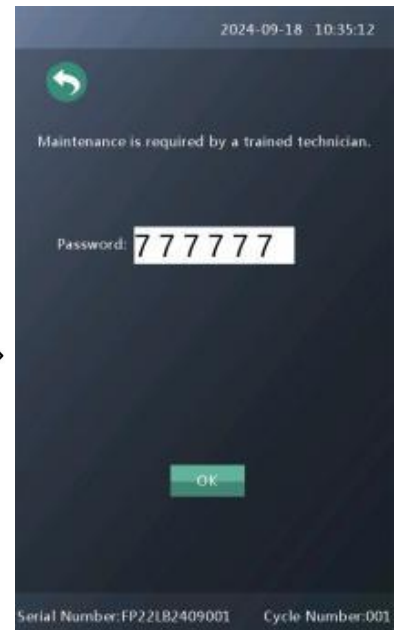 2024-09-18 10:35:12
Maintenance is required by a trained technician.
Password: 777777
OK
Serial Number:FP22LB2409001 Cycle Number:001